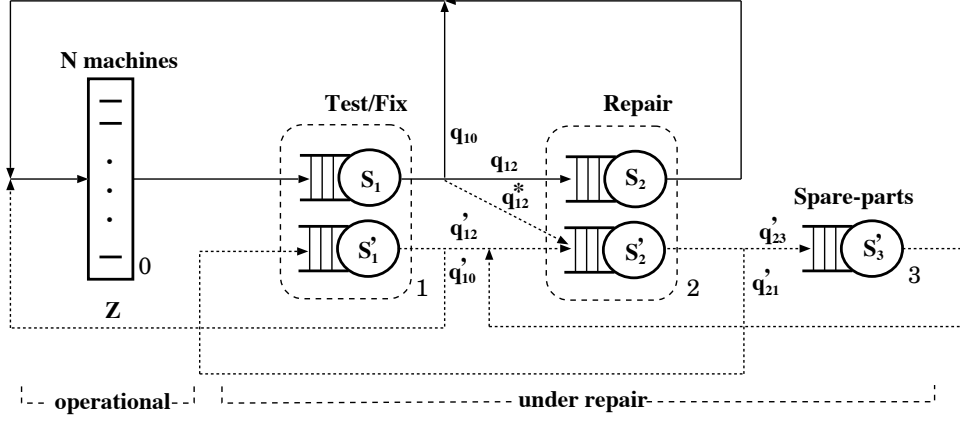 N machines
Test/Fix
Repair
q10
q12
S1
S2
q*12
Spare-parts
q'12
q'23
S'1
S'2
S'3
q'10
q'21
0
1
2
3
Z
operational
under repair